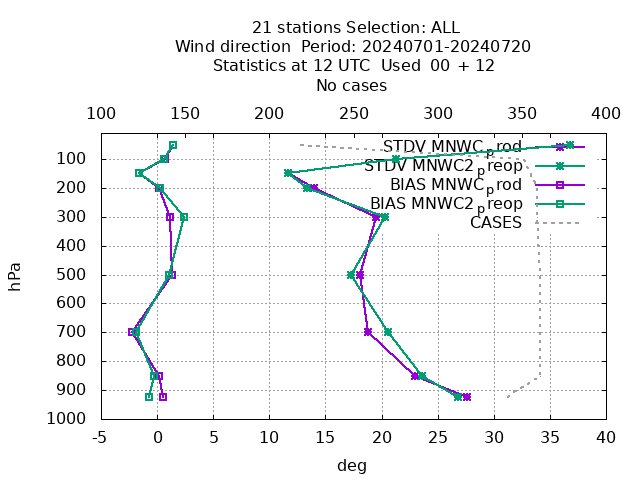 21 stations Selection: ALL
Wind direction  Period: 20240701-20240720
Statistics at 12 UTC  Used  00 + 12
No cases
100 150 200 250 300 350 400
STDV MNWC_prod
100
STDV MNWC2_preop
BIAS MNWC_prod
200
BIAS MNWC2_preop
300
CASES
400
hPa
500
600
700
800
900
1000
-5 0 5 10 15 20 25 30 35 40
deg